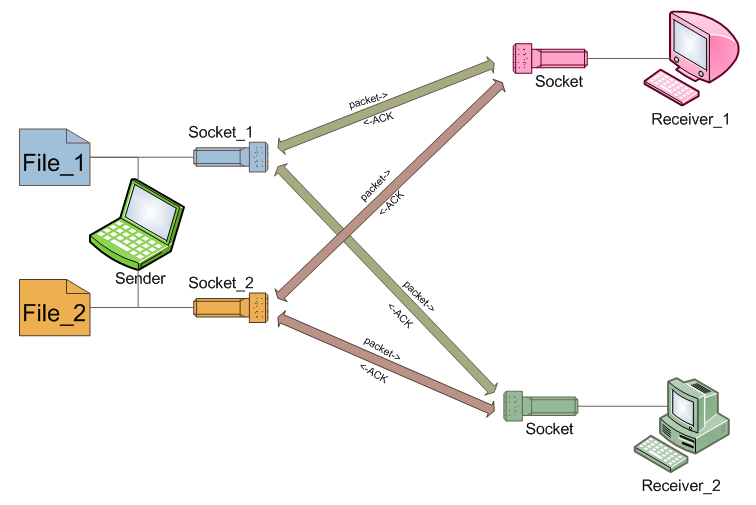 Socket
Receiver_1
packet->
<-ACK
Socket_1
File_1
packet->
<-ACK
Sender
Socket_2
File_2
packet->
<-ACK
packet->
<-ACK
Socket
Receiver_2